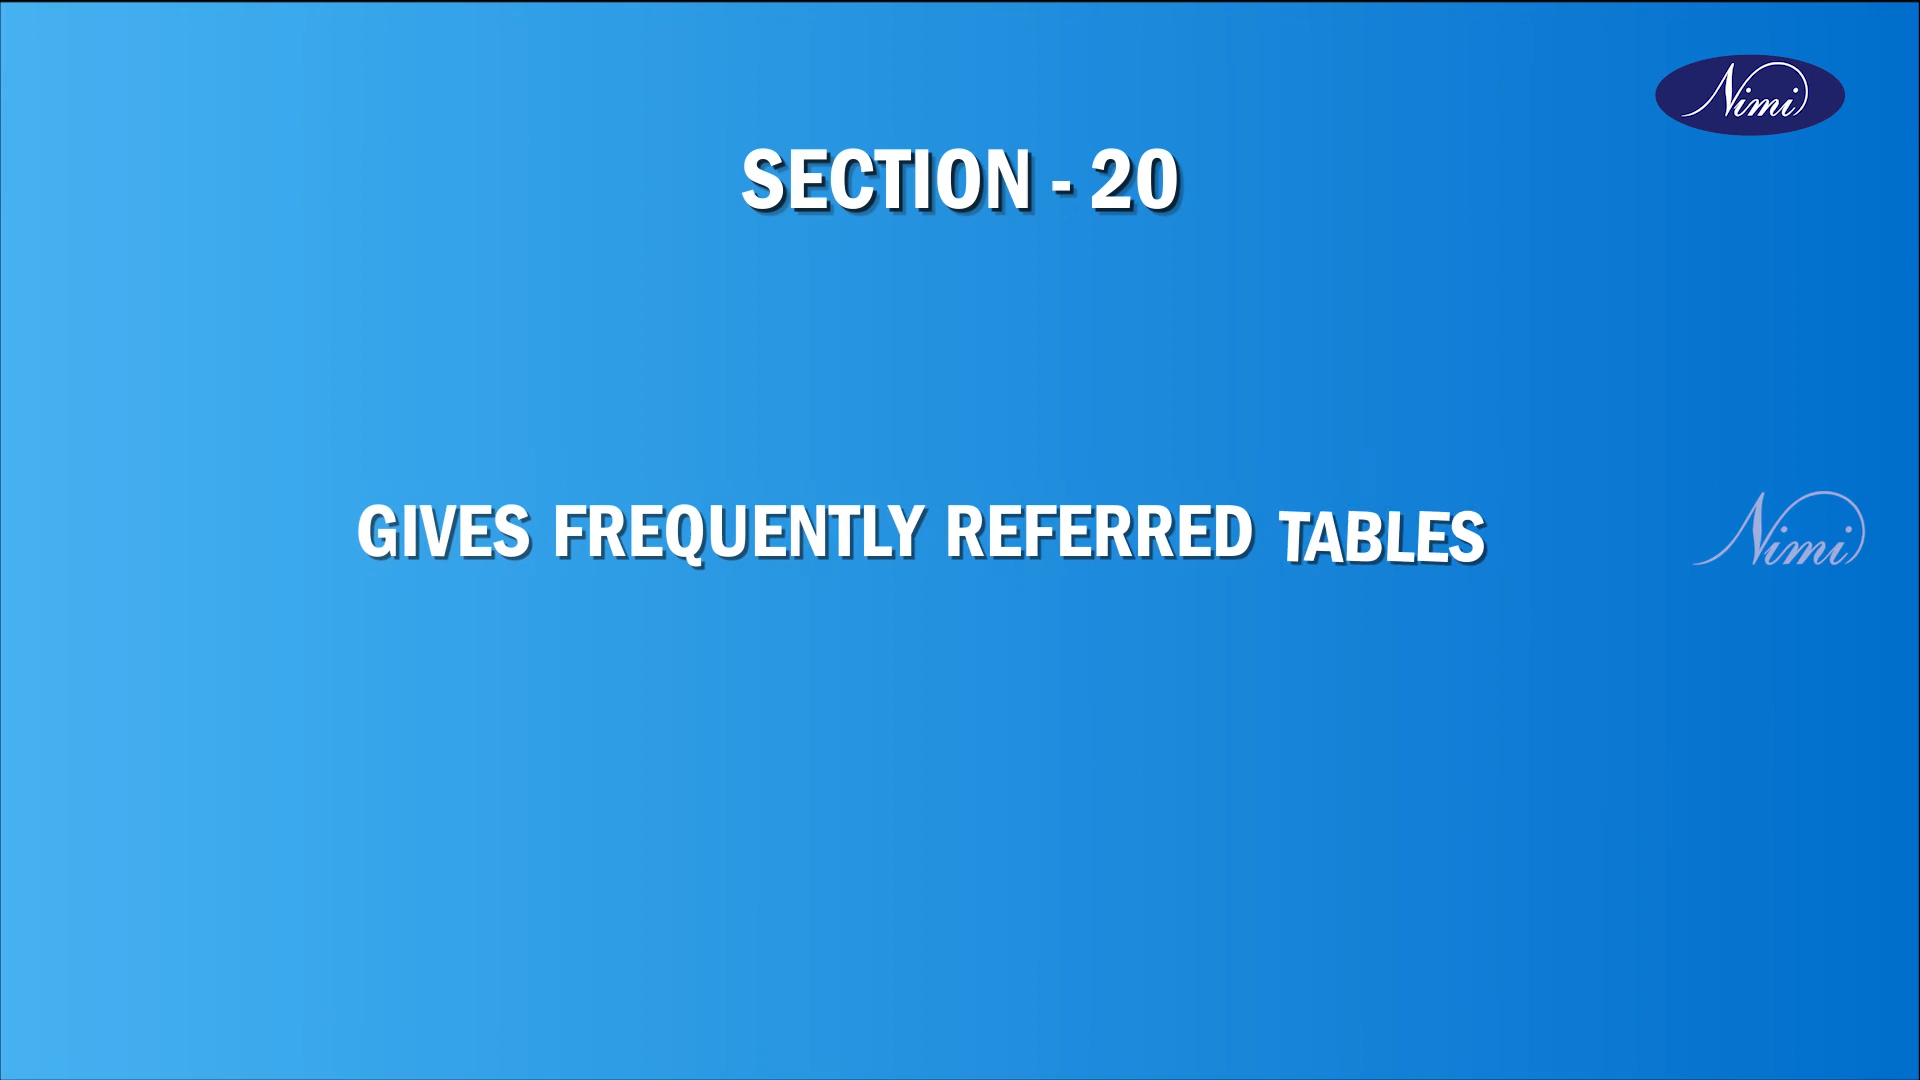 Nimi
SECTION - 20
GIVES FREQUENTLY REFERRED TABLES
Nimi